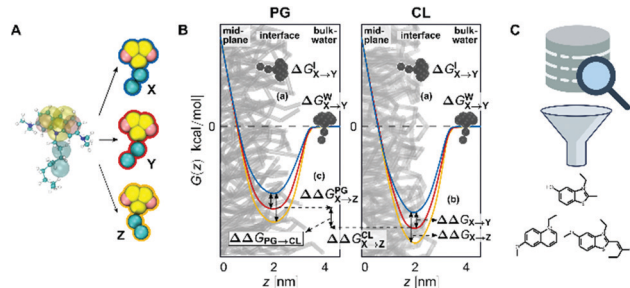 A
X
Y
Z
B
PG
CL
mid-
plane
interface
bulk-
water
mid-
plane
interface
bulk-
water
ΔG^I_X→Y
ΔG^I_X→Y
(a)
ΔG^W_X→Y
(a)
ΔG^W_X→Y
G(z) kcal/mol|
0
0
(c)
ΔΔG^PG_X→Z
(b)
ΔΔG_X→Y
ΔΔG_PG→CL
ΔΔG^CL_X→Z
ΔΔG_X→Z
0
2
4
0
2
4
z |nm]
z |nm]
C